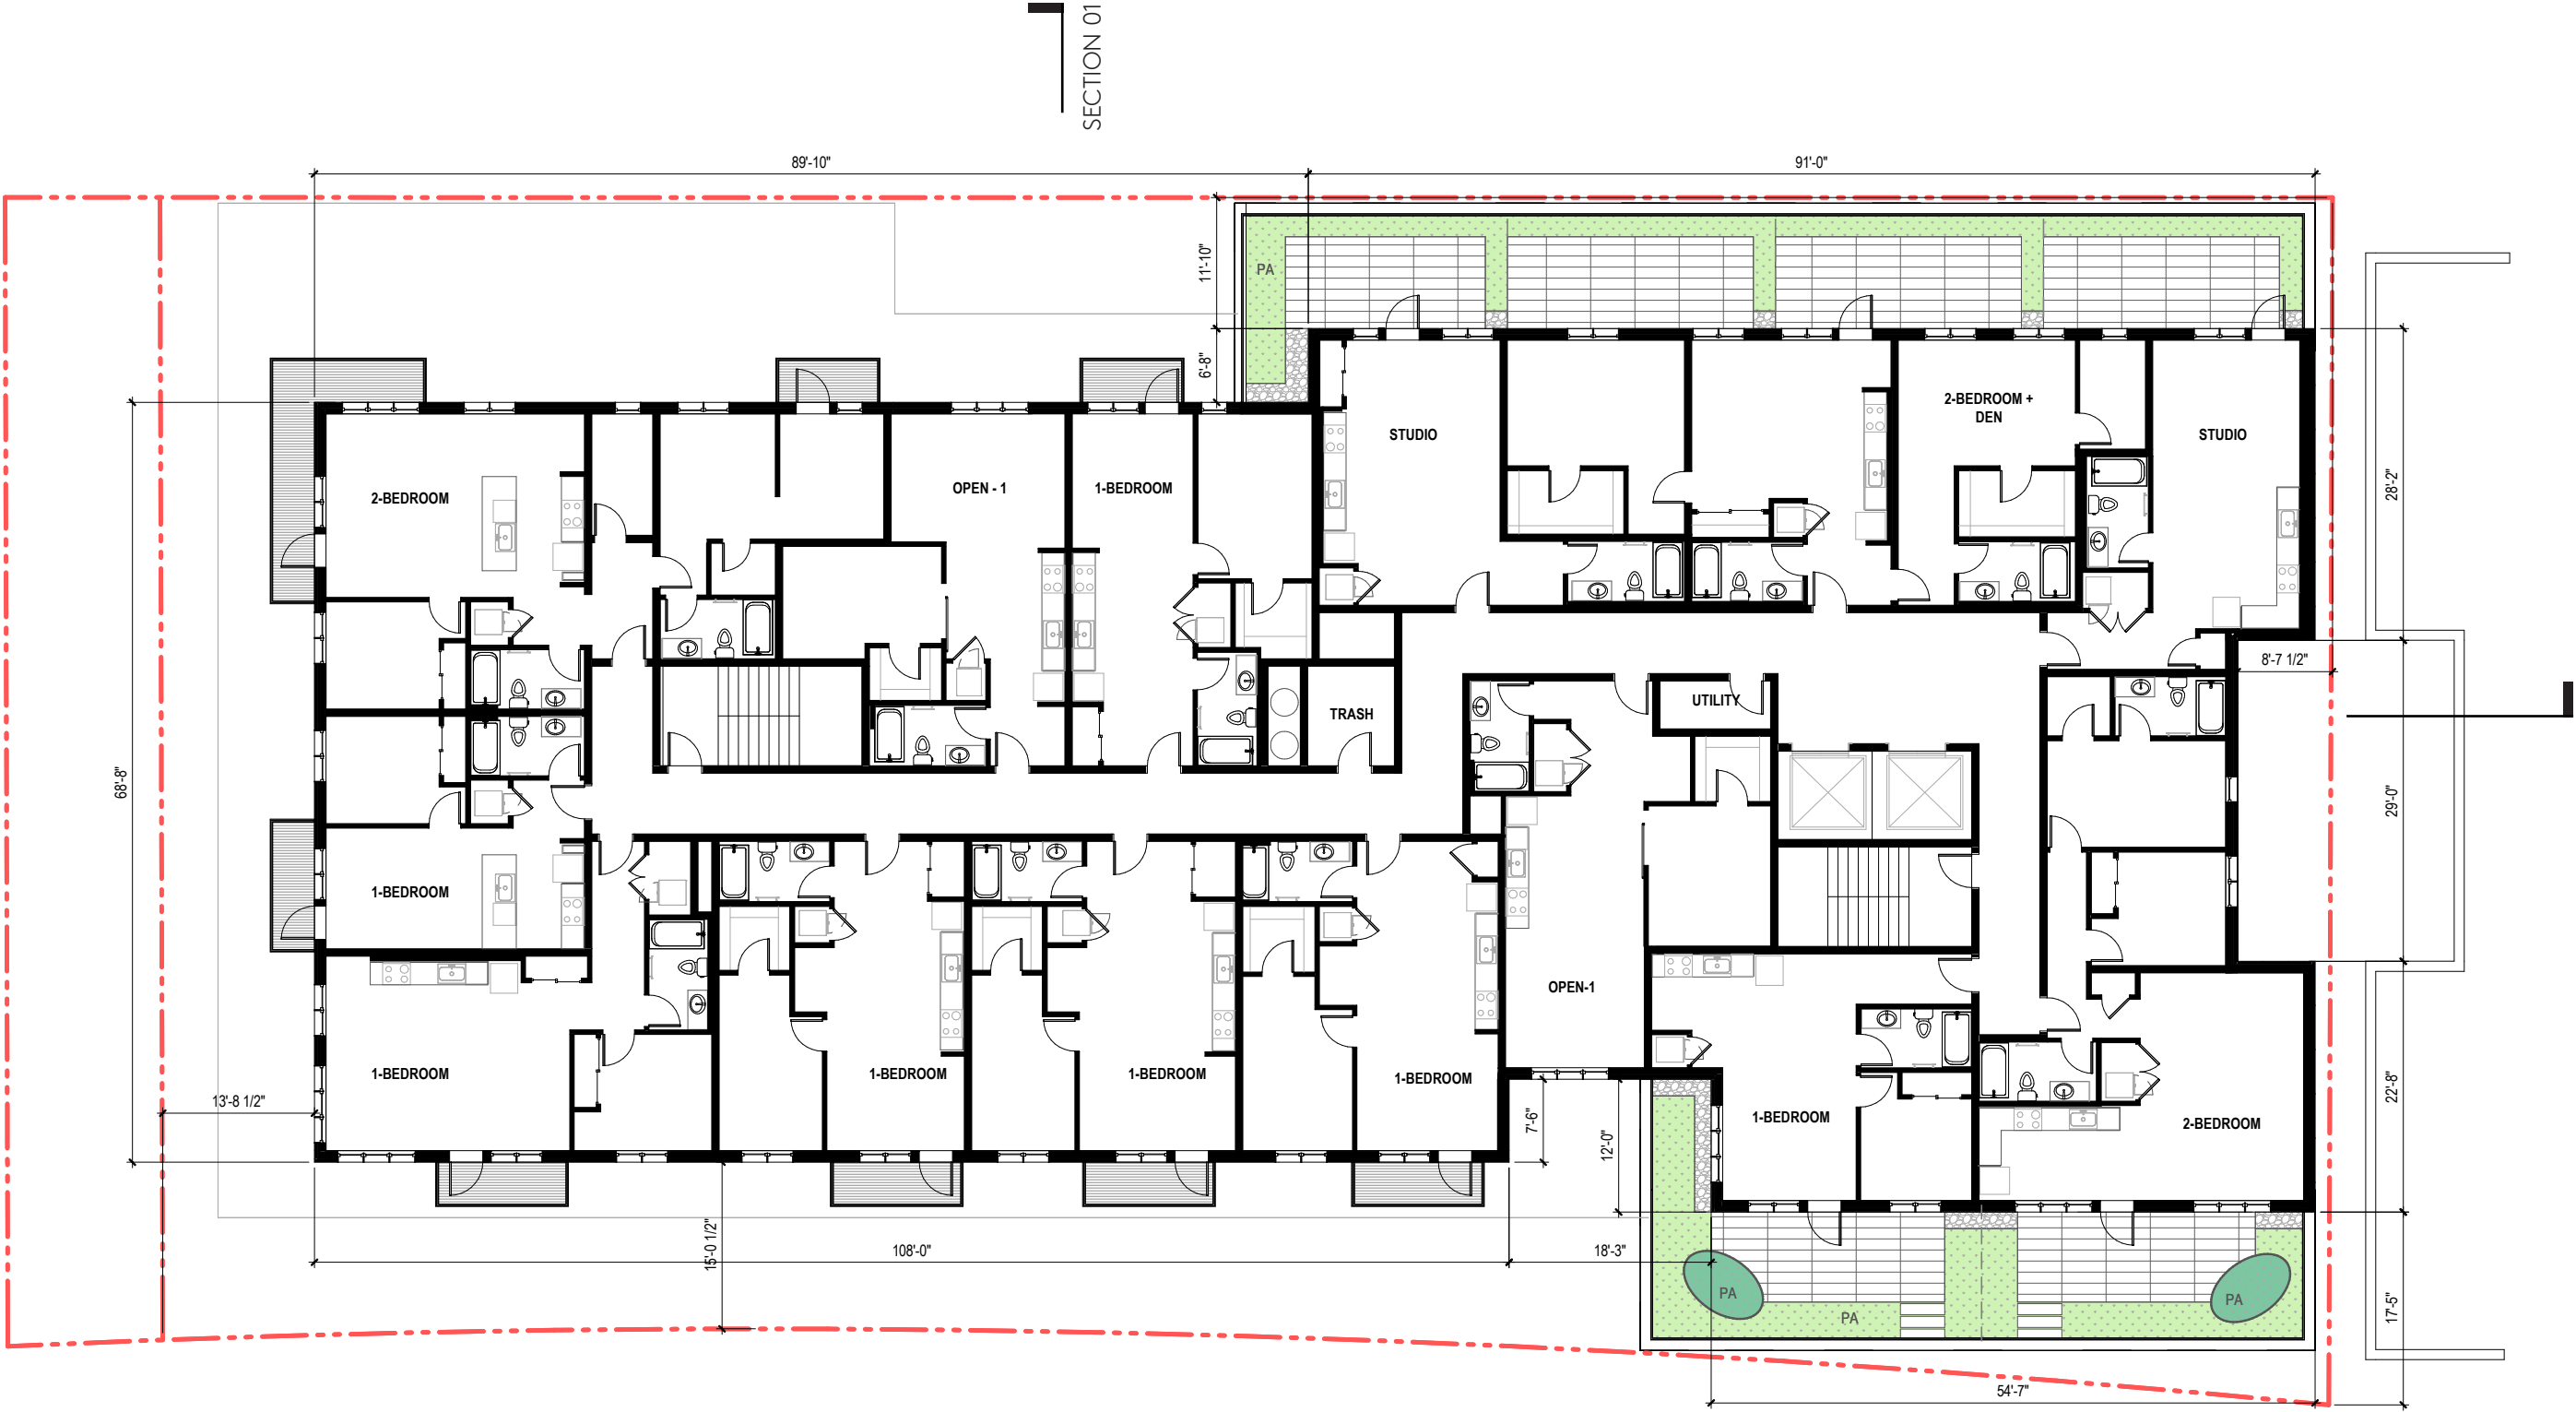 SECTION 01
89'-10"
91'-0"
11'-10"
PA
6'-8"
STUDIO
2-BEDROOM +
DEN
STUDIO
28'-2"
2-BEDROOM
OPEN - 1
1-BEDROOM
8'-7 1/2"
UTILITY
TRASH
68'-8"
29'-0"
1-BEDROOM
OPEN-1
1-BEDROOM
1-BEDROOM
1-BEDROOM
1-BEDROOM
13'-8 1/2"
7'-6"
12'-0"
1-BEDROOM
2-BEDROOM
22'-8"
15'-0 1/2"
108'-0"
18'-3"
PA
PA
PA
17'-5"
54'-7"